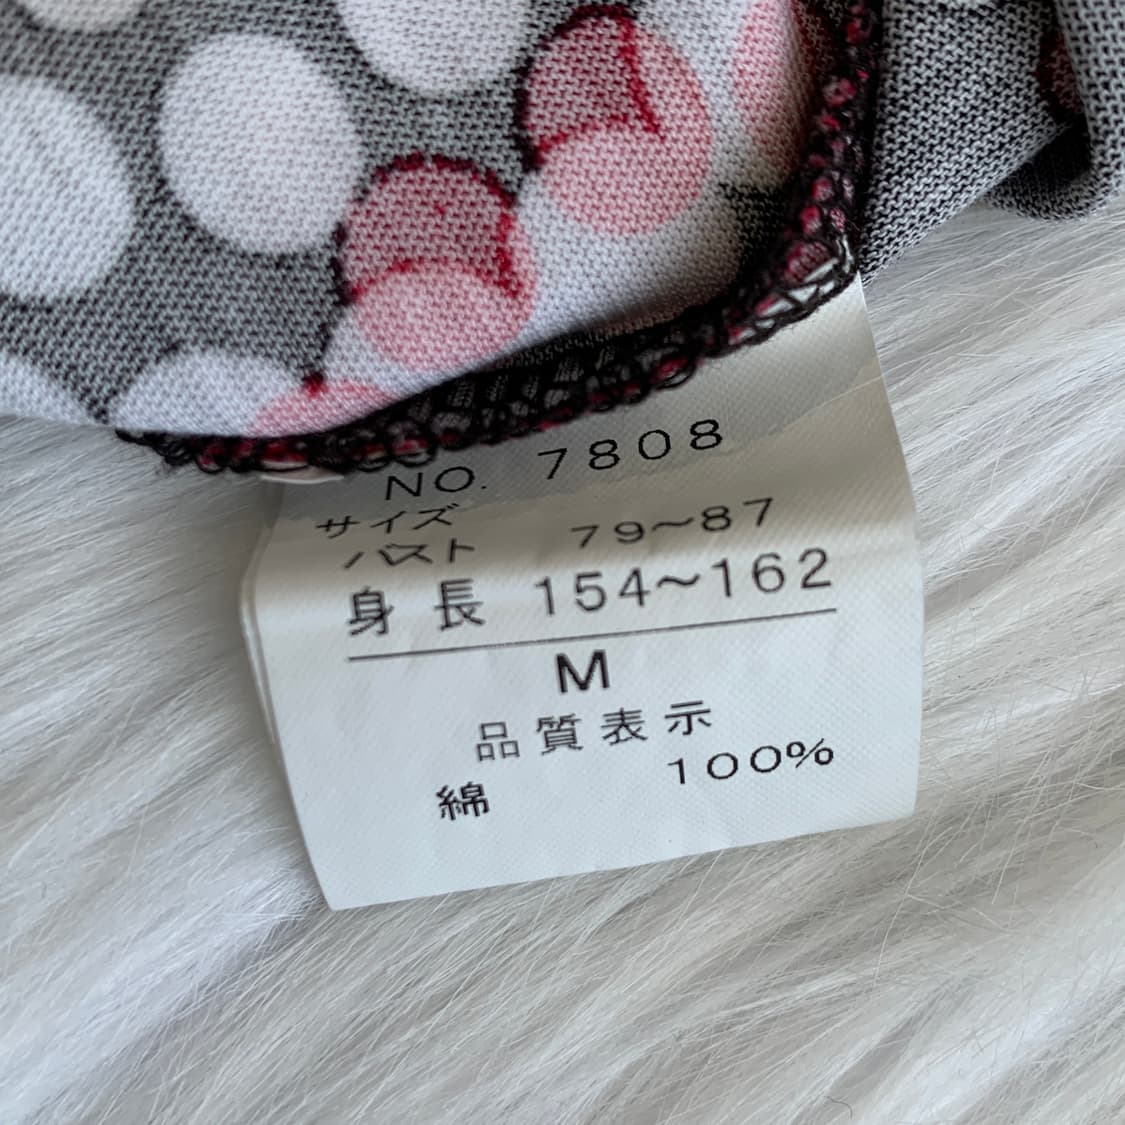 NO. 7808
サイズ
バスト 79～87
身長 154～162
M
品質表示
綿 100%